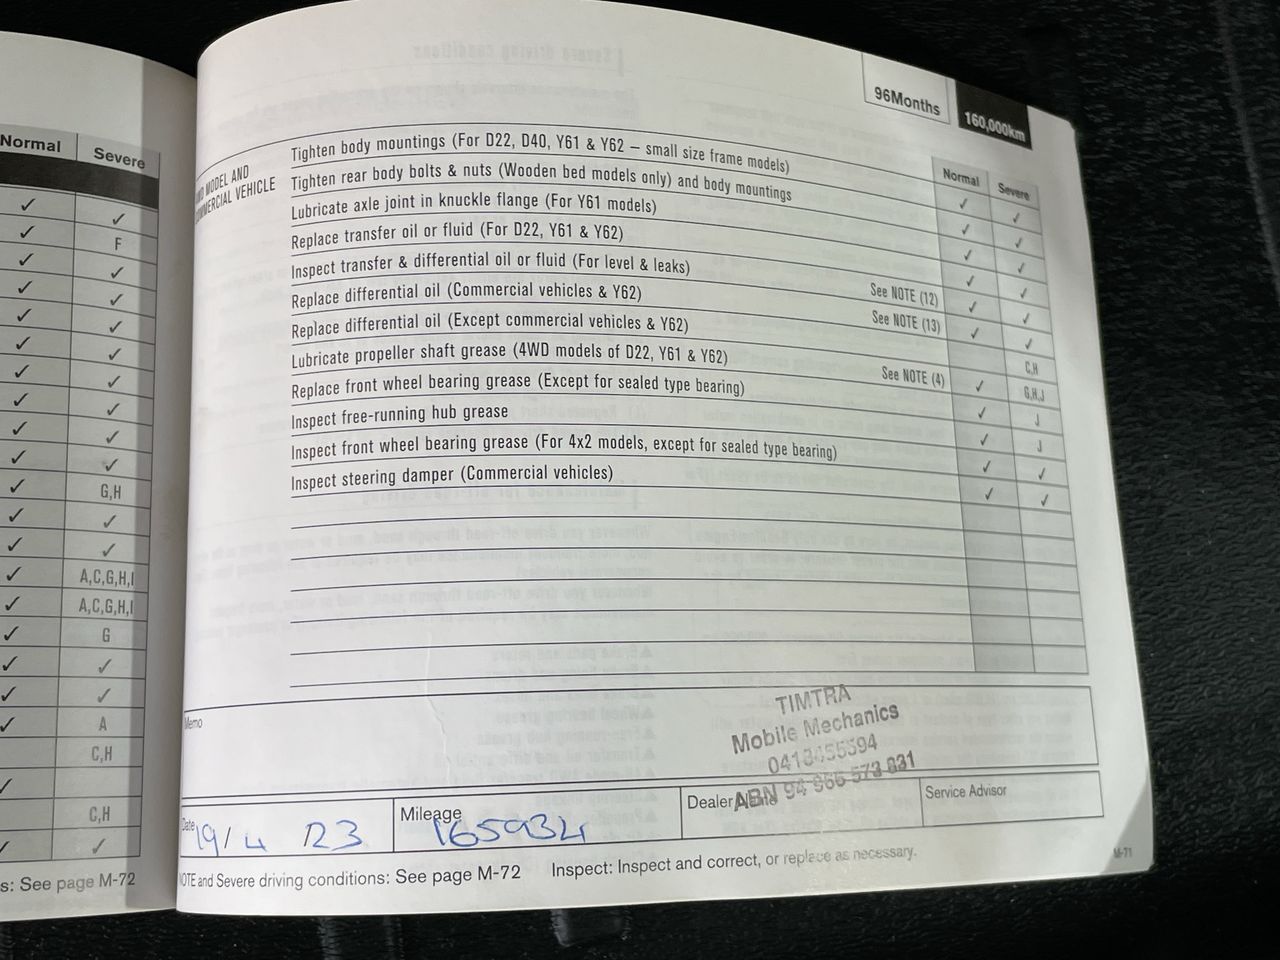 Normal Severe
✓ ✓
✓ F
✓ ✓
✓ ✓
✓ ✓
✓ ✓
✓ ✓
✓ ✓
✓ ✓
✓ ✓
✓ G,H
✓ ✓
✓ ✓
✓ A,C,G,H,I
✓ A,C,G,H,I
✓ G
✓ ✓
✓ ✓
✓ A
C,H
✓
C,H
✓ ✓
s: See page M-72
96Months 160,000km
Normal Severe
MODEL AND
COMMERCIAL VEHICLE
Tighten body mountings (For D22, D40, Y61 & Y62 – small size frame models) ✓ ✓
Tighten rear body bolts & nuts (Wooden bed models only) and body mountings ✓ ✓
Lubricate axle joint in knuckle flange (For Y61 models) ✓ ✓
Replace transfer oil or fluid (For D22, Y61 & Y62) ✓ ✓
Inspect transfer & differential oil or fluid (For level & leaks) ✓ ✓
Replace differential oil (Commercial vehicles & Y62) See NOTE (12) ✓ ✓
Replace differential oil (Except commercial vehicles & Y62) See NOTE (13) C,H
Lubricate propeller shaft grease (4WD models of D22, Y61 & Y62) ✓ G,H,J
Replace front wheel bearing grease (Except for sealed type bearing) See NOTE (4) ✓ J
Inspect free-running hub grease ✓ J
Inspect front wheel bearing grease (For 4x2 models, except for sealed type bearing) ✓ ✓
Inspect steering damper (Commercial vehicles) ✓ ✓
Memo
TIMTRA
Mobile Mechanics
0413455594
ABN 94 966 573 831
Date 19/4 23 Mileage 165934 Dealer Service Advisor
NOTE and Severe driving conditions: See page M-72 Inspect: Inspect and correct, or replace as necessary.
M-71